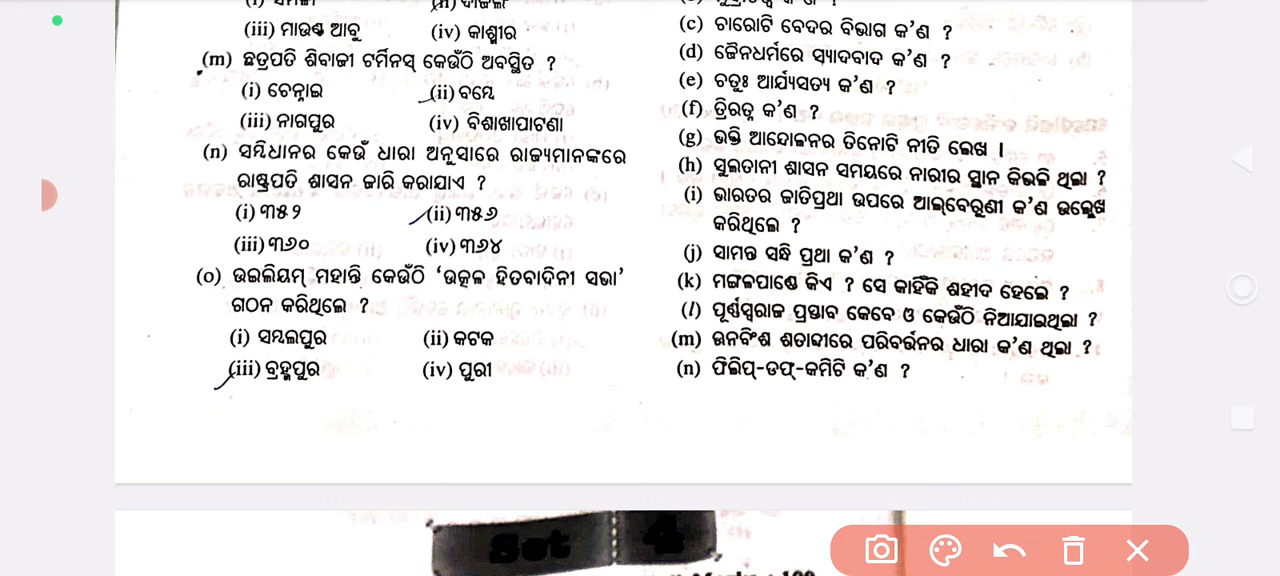 (iii) ମାଉଣ୍ଟ ଆବୁ (iv) କାଶ୍ମୀର
(m) ଛତ୍ରପତି ଶିବାଜୀ ଟର୍ମିନସ୍ କେଉଁଠି ଅବସ୍ଥିତ ?
(i) ଚେନ୍ନାଇ (ii) ବମ୍ବେ
(iii) ନାଗପୁର (iv) ବିଶାଖାପାଟଣା
(n) ସମ୍ବିଧାନର କେଉଁ ଧାରା ଅନୁସାରେ ରାଜ୍ୟମାନଙ୍କରେ
ରାଷ୍ଟ୍ରପତି ଶାସନ ଜାରି କରାଯାଏ ?
(i) ୩୫୨ (ii) ୩୫୬
(iii) ୩୬୦ (iv) ୩୬୪
(o) ଉଇଲିୟମ୍ ମହାନ୍ତି କେଉଁଠି ‘ଉତ୍କଳ ହିତବାଦିନୀ ସଭା’
ଗଠନ କରିଥିଲେ ?
(i) ସମ୍ବଲପୁର (ii) କଟକ
(iii) ବ୍ରହ୍ମପୁର (iv) ପୁରୀ
(c) ଚାରୋଟି ବେଦର ବିଭାଗ କ’ଣ ?
(d) ଜୈନଧର୍ମରେ ସ୍ୟାଦବାଦ କ’ଣ ?
(e) ଚତୁଃ ଆର୍ଯ୍ୟସତ୍ୟ କ’ଣ ?
(f) ତ୍ରିରତ୍ନ କ’ଣ ?
(g) ଭକ୍ତି ଆନ୍ଦୋଳନର ତିନୋଟି ନୀତି ଲେଖ ।
(h) ସୁଲତାନୀ ଶାସନ ସମୟରେ ନାରୀର ସ୍ଥାନ କିଭଳି ଥିଲା ?
(i) ଭାରତର ଜାତିପ୍ରଥା ଉପରେ ଆଲ୍‌ବେରୁଣୀ କ’ଣ ଉଲ୍ଲେଖ
କରିଥିଲେ ?
(j) ସାମନ୍ତ ସନ୍ଧି ପ୍ରଥା କ’ଣ ?
(k) ମଙ୍ଗଳପାଣ୍ଡେ କିଏ ? ସେ କାହିଁକି ଶହୀଦ ହେଲେ ?
(l) ପୂର୍ଣ୍ଣସ୍ୱରାଜ ପ୍ରସ୍ତାବ କେବେ ଓ କେଉଁଠି ନିଆଯାଇଥିଲା ?
(m) ଊନବିଂଶ ଶତାବ୍ଦୀରେ ପରିବର୍ତ୍ତନର ଧାରା କ’ଣ ଥିଲା ?
(n) ଫିଲିପ୍-ଡଫ୍-କମିଟି କ’ଣ ?
Set 4